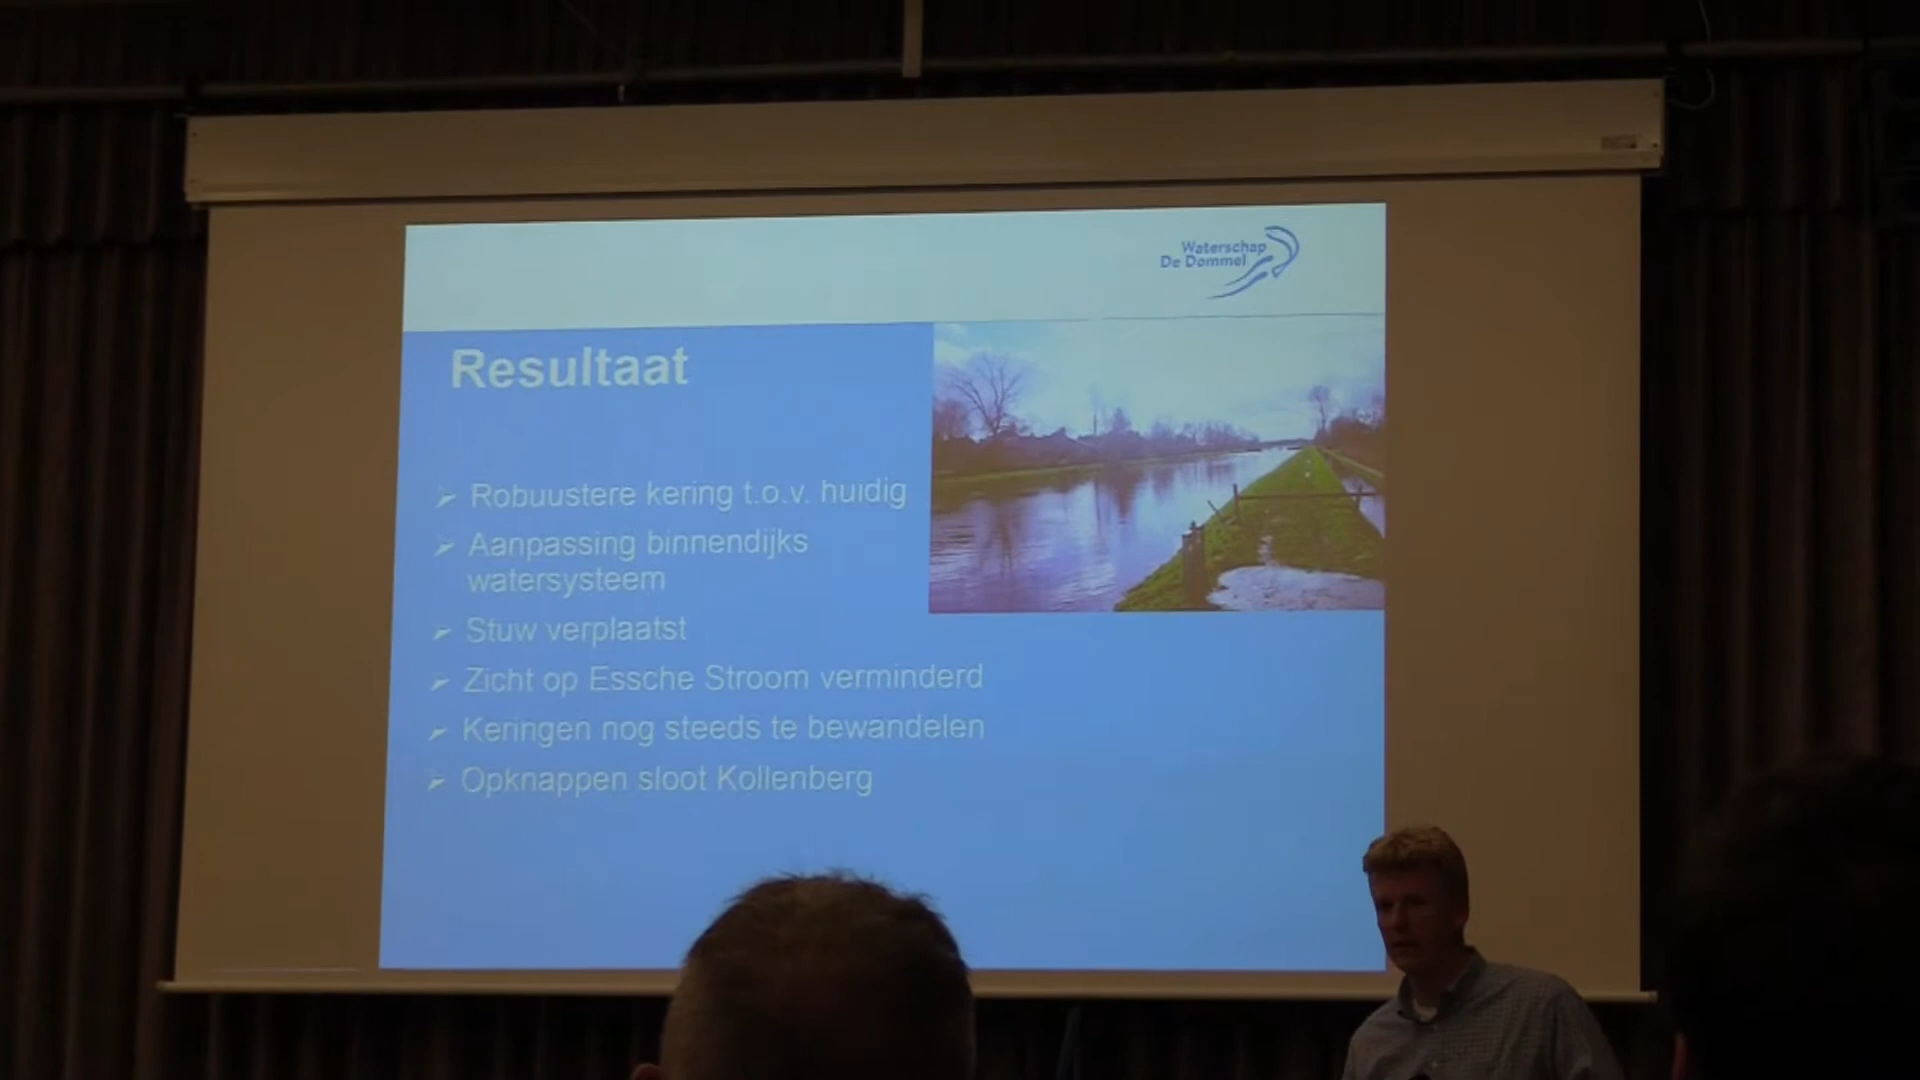 Waterschap
De Dommel
Resultaat
Robuustere kering t.o.v. huidig
Aanpassing binnendijks
watersysteem
Stuw verplaatst
Zicht op Essche Stroom verminderd
Keringen nog steeds te bewandelen
Opknappen sloot Kollenberg